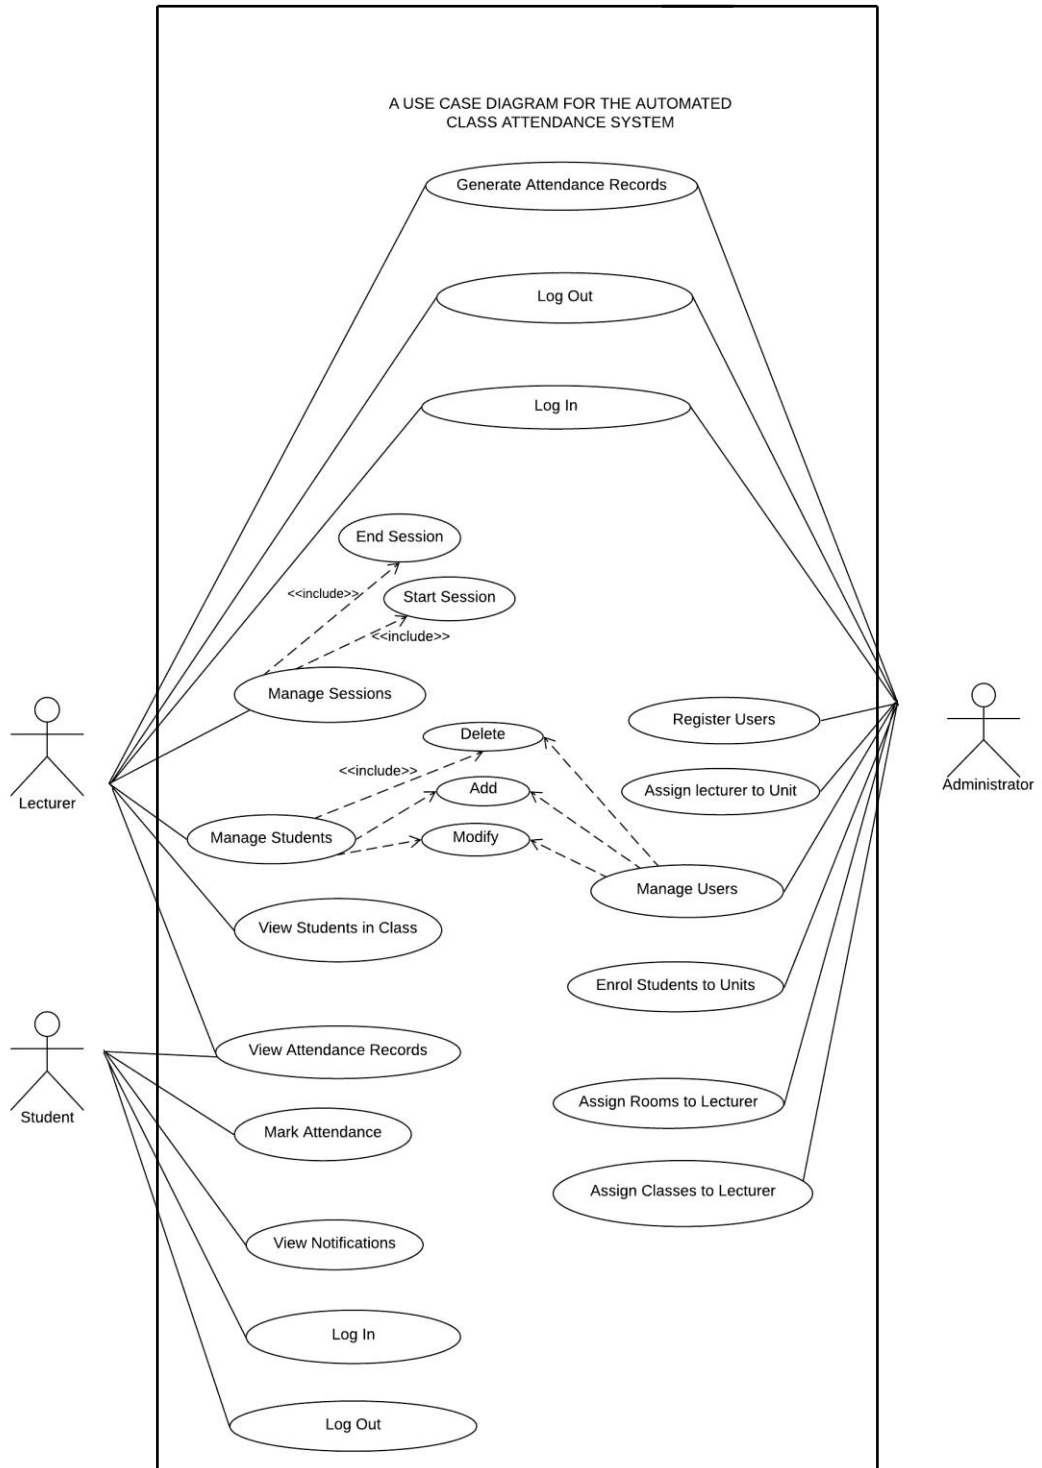 A USE CASE DIAGRAM FOR THE AUTOMATED
CLASS ATTENDANCE SYSTEM
Generate Attendance Records
Log Out
Log In
End Session
<<include>>
Start Session
<<include>>
Manage Sessions
Register Users
Delete
<<include>>
Add
Assign lecturer to Unit
Administrator
Lecturer
Manage Students
Modify
Manage Users
View Students in Class
Enrol Students to Units
View Attendance Records
Assign Rooms to Lecturer
Student
Mark Attendance
Assign Classes to Lecturer
View Notifications
Log In
Log Out